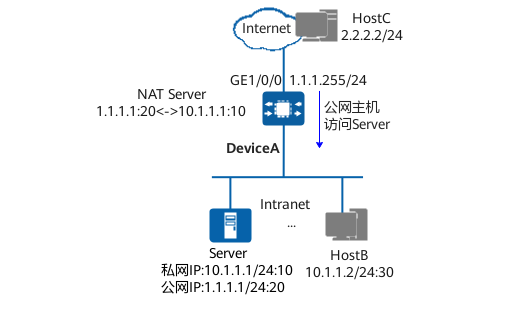 HostC
2.2.2.2/24
Internet
GE1/0/0 1.1.1.255/24
NAT Server
1.1.1.1:20<->10.1.1.1:10
公网主机
访问Server
DeviceA
Intranet
...
Server
私网IP:10.1.1.1/24:10
公网IP:1.1.1.1/24:20
HostB
10.1.1.2/24:30